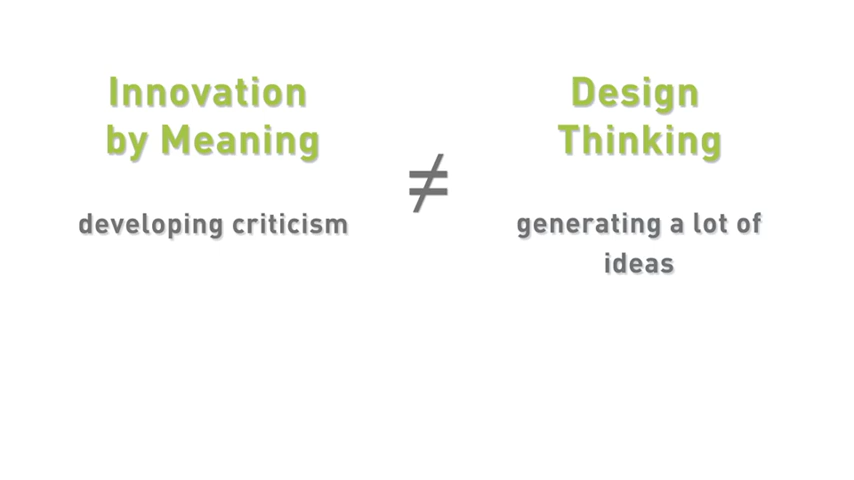 Innovation
by Meaning
developing criticism
≠
Design
Thinking
generating a lot of
ideas